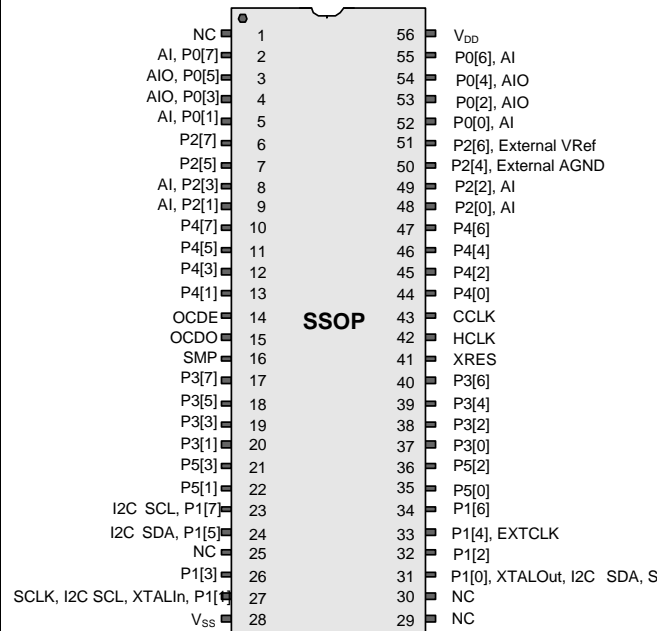 NC 1 56 VDD
AI, P0[7] 2 55 P0[6], AI
AIO, P0[5] 3 54 P0[4], AIO
AIO, P0[3] 4 53 P0[2], AIO
AI, P0[1] 5 52 P0[0], AI
P2[7] 6 51 P2[6], External VRef
P2[5] 7 50 P2[4], External AGND
AI, P2[3] 8 49 P2[2], AI
AI, P2[1] 9 48 P2[0], AI
P4[7] 10 47 P4[6]
P4[5] 11 46 P4[4]
P4[3] 12 45 P4[2]
P4[1] 13 44 P4[0]
OCDE 14 SSOP 43 CCLK
OCDO 15 42 HCLK
SMP 16 41 XRES
P3[7] 17 40 P3[6]
P3[5] 18 39 P3[4]
P3[3] 19 38 P3[2]
P3[1] 20 37 P3[0]
P5[3] 21 36 P5[2]
P5[1] 22 35 P5[0]
I2C SCL, P1[7] 23 34 P1[6]
I2C SDA, P1[5] 24 33 P1[4], EXTCLK
NC 25 32 P1[2]
P1[3] 26 31 P1[0], XTALOut, I2C SDA, S
SCLK, I2C SCL, XTALIn, P1[1] 27 30 NC
VSS 28 29 NC